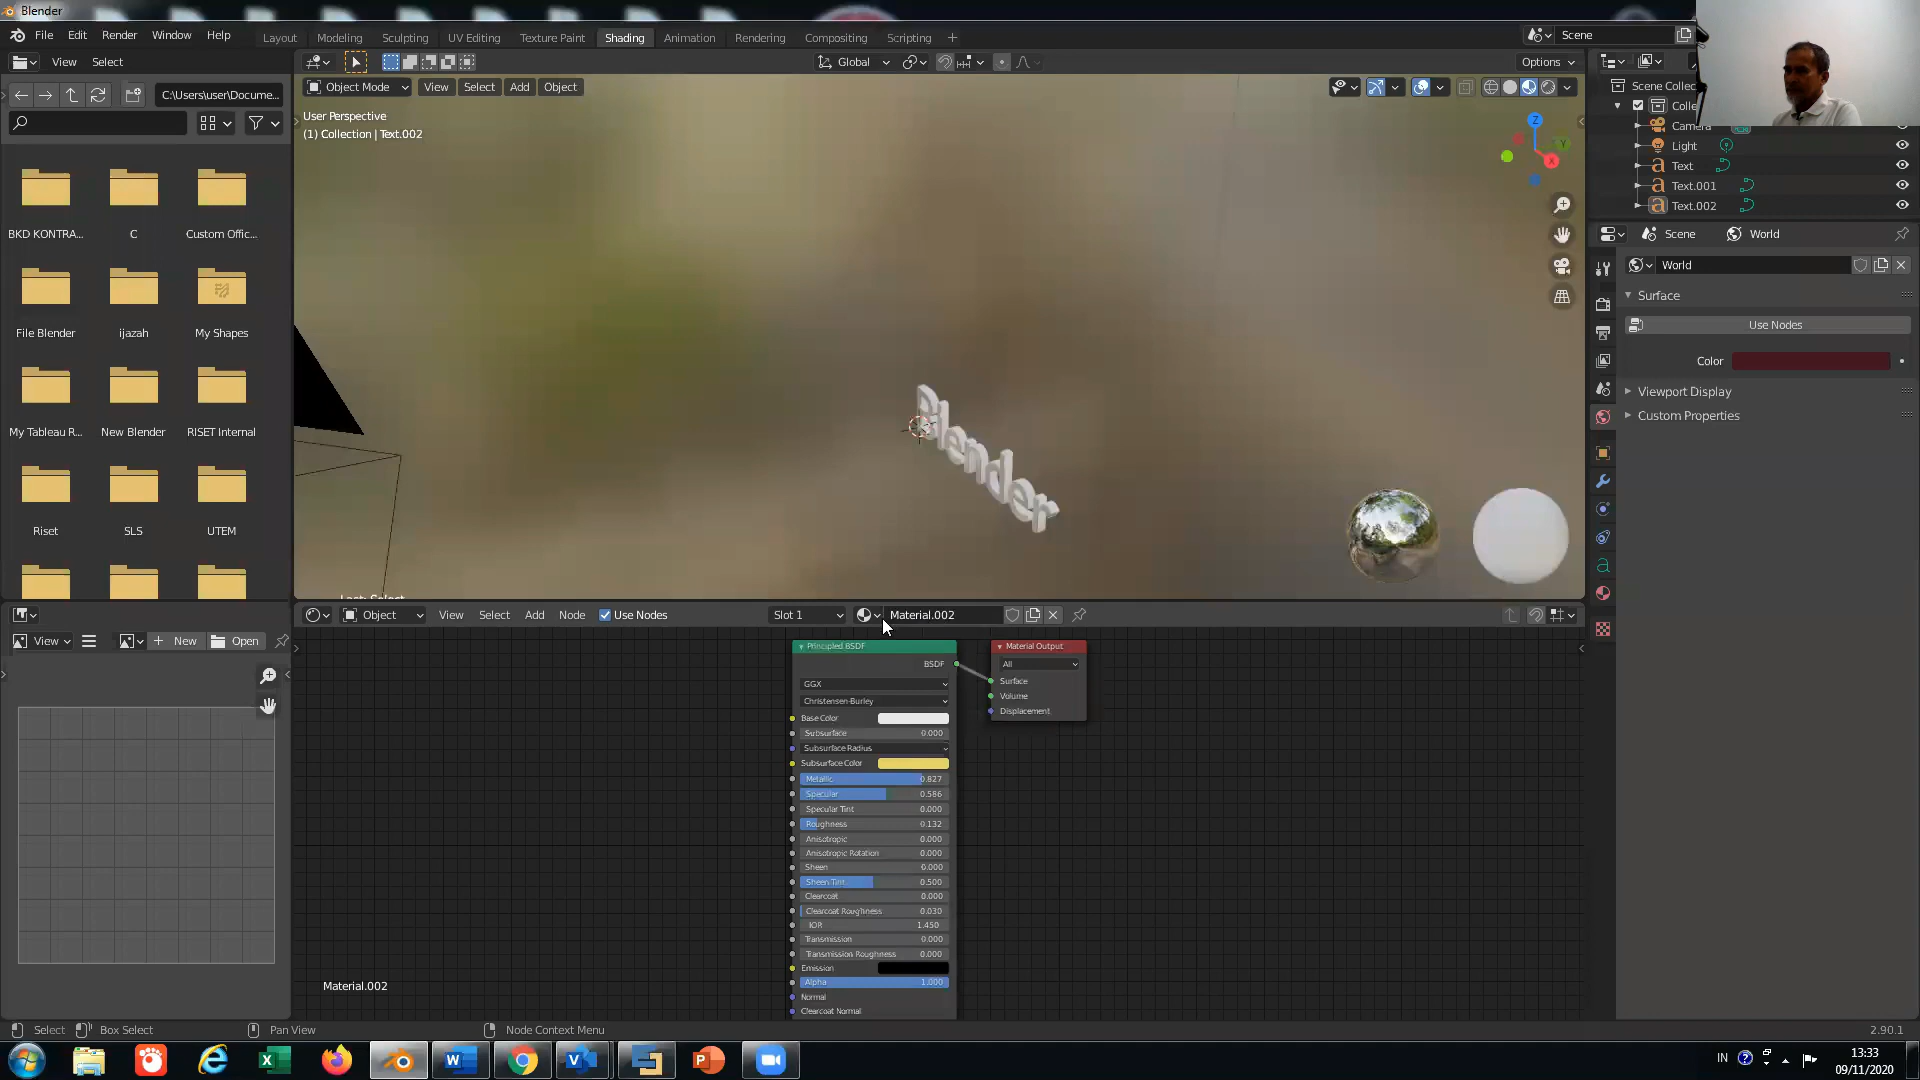 Blender
File Edit Render Window Help
Layout Modeling Sculpting UV Editing Texture Paint Shading Animation Rendering Compositing Scripting
Scene
View Select
Global
Options
C:\Users\user\Docume...
Object Mode View Select Add Object
User Perspective
(1) Collection | Text.002
Z
Y
X
Blender
BKD KONTRA... C Custom Offic...
File Blender ijazah My Shapes
My Tableau R... New Blender RISET Internal
Riset SLS UTEM
Scene Collec
Colle
Camera
Light
Text
Text.001
Text.002
Scene World
World
Surface
Use Nodes
Color
Viewport Display
Custom Properties
Last: Select
Object View Select Add Node Use Nodes Slot 1 Material.002
View New Open
Principled BSDF
BSDF
GGX
Christensen-Burley
Base Color
Subsurface 0.000
Subsurface Radius
Subsurface Color
Metallic 0.827
Specular 0.586
Specular Tint 0.000
Roughness 0.132
Anisotropic 0.000
Anisotropic Rotation 0.000
Sheen 0.000
Sheen Tint 0.500
Clearcoat 0.000
Clearcoat Roughness 0.030
IOR 1.450
Transmission 0.000
Transmission Roughness 0.000
Emission
Alpha 1.000
Normal
Clearcoat Normal
Material Output
All
Surface
Volume
Displacement
Material.002
Select Box Select Pan View Node Context Menu 2.90.1
IN
13:33
09/11/2020